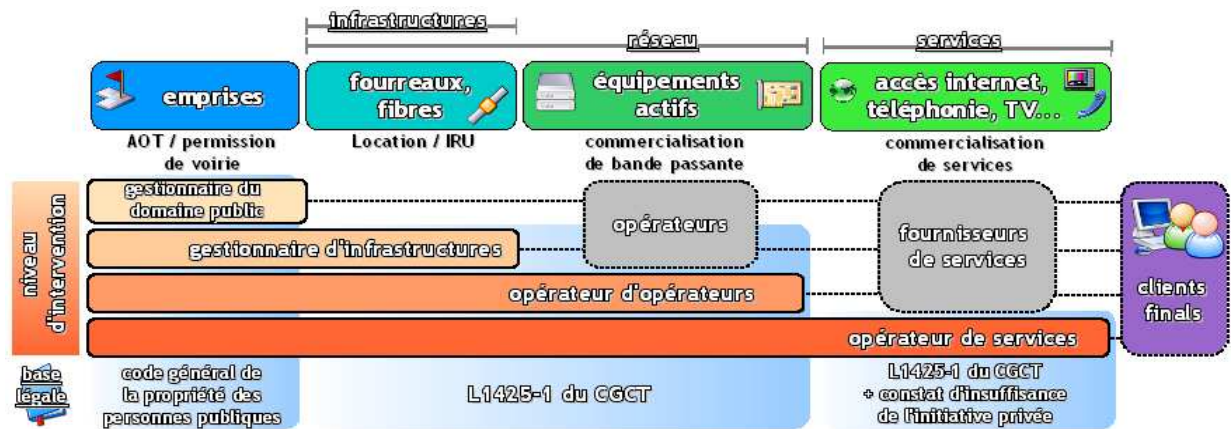 infrastructures
réseau
services
emprises
fourreaux,
fibres
équipements
actifs
accès internet,
téléphonie, TV...
AOT / permission
de voirie
Location / IRU
commercialisation
de bande passante
commercialisation
de services
niveau
d'intervention
gestionnaire du
domaine public
gestionnaire d'infrastructures
opérateurs
fournisseurs
de services
opérateur d'opérateurs
opérateur de services
clients
finals
base
légale
code général de
la propriété des
personnes publiques
L1425-1 du CGCT
L1425-1 du CGCT
+ constat d'insuffisance
de l'initiative privée